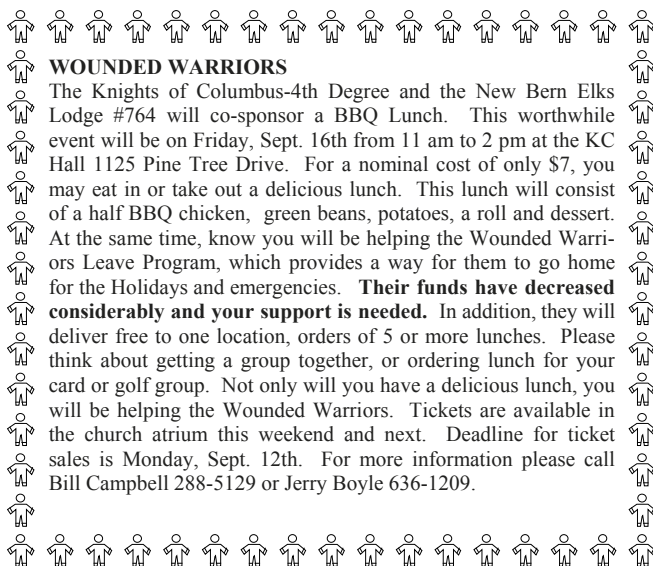 WOUNDED WARRIORS
The Knights of Columbus-4th Degree and the New Bern Elks
Lodge #764 will co-sponsor a BBQ Lunch. This worthwhile
event will be on Friday, Sept. 16th from 11 am to 2 pm at the KC
Hall 1125 Pine Tree Drive. For a nominal cost of only $7, you
may eat in or take out a delicious lunch. This lunch will consist
of a half BBQ chicken, green beans, potatoes, a roll and dessert.
At the same time, know you will be helping the Wounded Warri-
ors Leave Program, which provides a way for them to go home
for the Holidays and emergencies. Their funds have decreased
considerably and your support is needed. In addition, they will
deliver free to one location, orders of 5 or more lunches. Please
think about getting a group together, or ordering lunch for your
card or golf group. Not only will you have a delicious lunch, you
will be helping the Wounded Warriors. Tickets are available in
the church atrium this weekend and next. Deadline for ticket
sales is Monday, Sept. 12th. For more information please call
Bill Campbell 288-5129 or Jerry Boyle 636-1209.